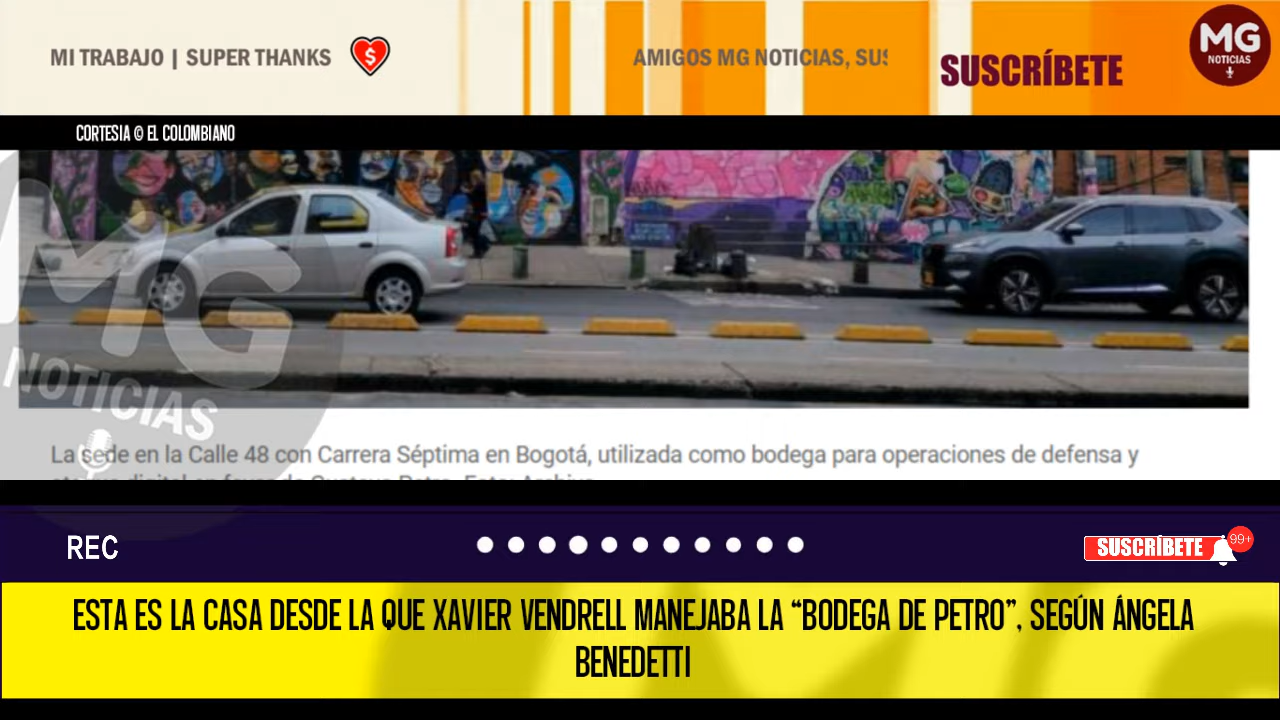 MI TRABAJO | SUPER THANKS
$
AMIGOS MG NOTICIAS, SUS
SUSCRÍBETE
MG
NOTICIAS
CORTESIA © EL COLOMBIANO
MG
NOTICIAS
La sede en la Calle 48 con Carrera Séptima en Bogotá, utilizada como bodega para operaciones de defensa y
REC
SUSCRÍBETE
99+
ESTA ES LA CASA DESDE LA QUE XAVIER VENDRELL MANEJABA LA “BODEGA DE PETRO”, SEGÚN ÁNGELA
BENEDETTI